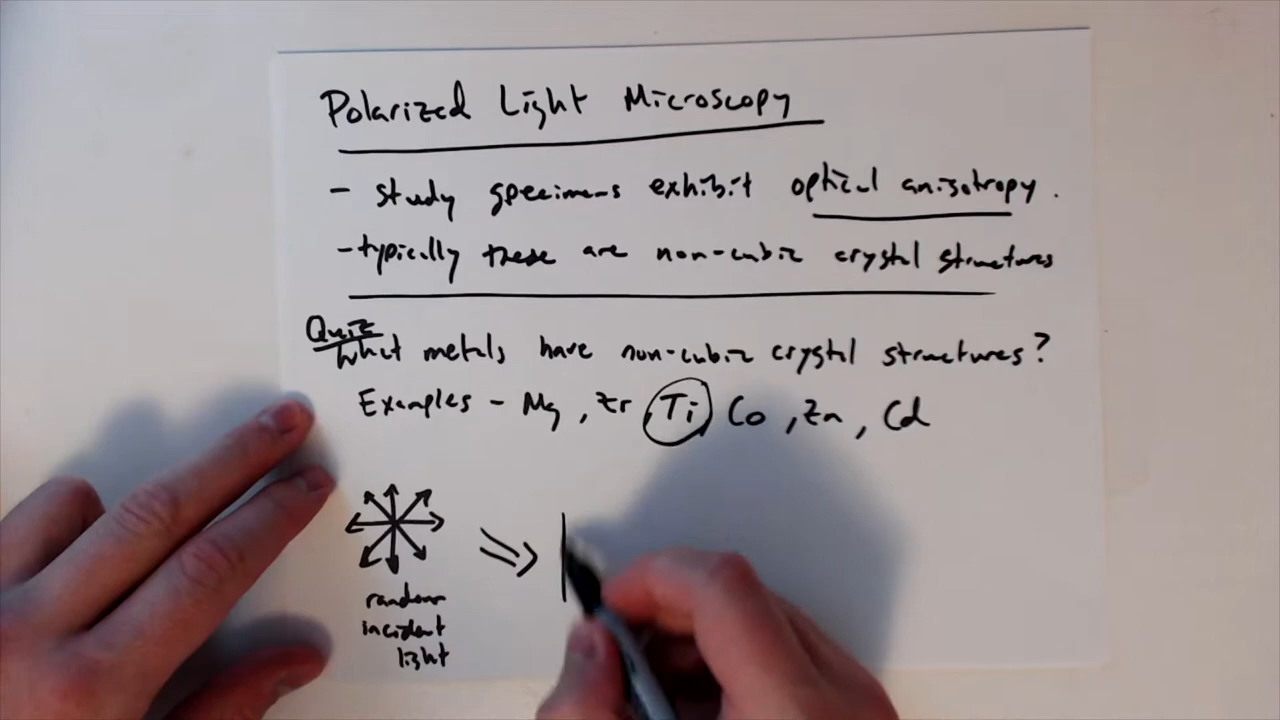 Polarized Light Microscopy
- study specimens exhibit optical anisotropy.
- typically these are non-cubic crystal structures
Quiz
What metals have non-cubic crystal structures?
Examples - Mg, Zr, Ti Co, Zn, Cd
random
incident
light